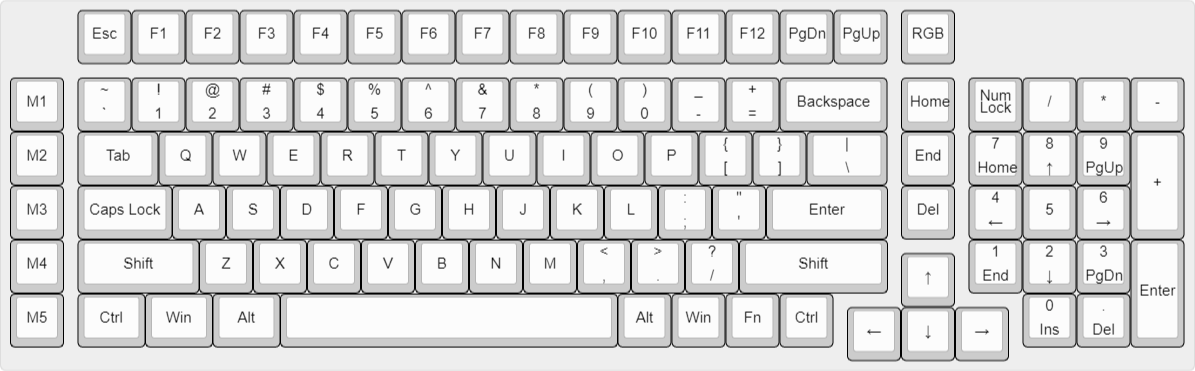 Esc F1 F2 F3 F4 F5 F6 F7 F8 F9 F10 F11 F12 PgDn PgUp RGB
M1 ~ ! @ # $ % ^ & * ( ) _ + Backspace Home Num Lock / * -
` 1 2 3 4 5 6 7 8 9 0 - =
M2 Tab Q W E R T Y U I O P { } | End 7 8 9 +
[ ] \ Home ↑ PgUp
M3 Caps Lock A S D F G H J K L : " Enter Del 4 5 6
; ' ← →
M4 Shift Z X C V B N M < > ? Shift ↑ 1 2 3 Enter
, . / End ↓ PgDn
M5 Ctrl Win Alt Alt Win Fn Ctrl ← ↓ → 0 .
Ins Del